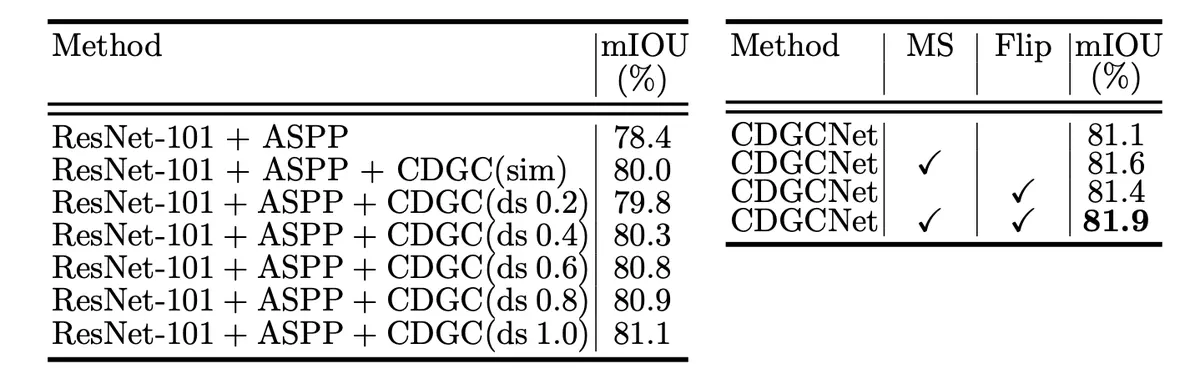 Method mIOU
(%)
ResNet-101 + ASPP 78.4
ResNet-101 + ASPP + CDGC(sim) 80.0
ResNet-101 + ASPP + CDGC(ds 0.2) 79.8
ResNet-101 + ASPP + CDGC(ds 0.4) 80.3
ResNet-101 + ASPP + CDGC(ds 0.6) 80.8
ResNet-101 + ASPP + CDGC(ds 0.8) 80.9
ResNet-101 + ASPP + CDGC(ds 1.0) 81.1
Method MS Flip mIOU
(%)
CDGCNet 81.1
CDGCNet ✓ 81.6
CDGCNet ✓ 81.4
CDGCNet ✓ ✓ 81.9